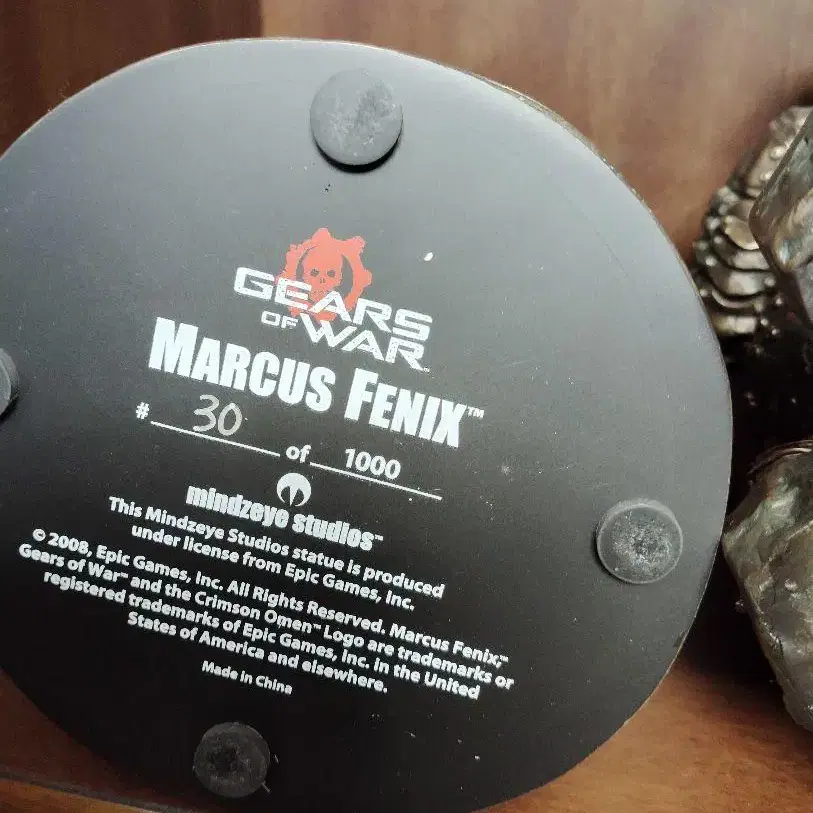 GEARS
OF WAR™
MARCUS FENIX™
# 30 of 1000
mindzeye studios™
This Mindzeye Studios statue is produced
under license from Epic Games, Inc.
© 2008, Epic Games, Inc. All Rights Reserved. Marcus Fenix,™
Gears of War™ and the Crimson Omen™ Logo are trademarks or
registered trademarks of Epic Games, Inc. in the United
States of America and elsewhere.
Made in China